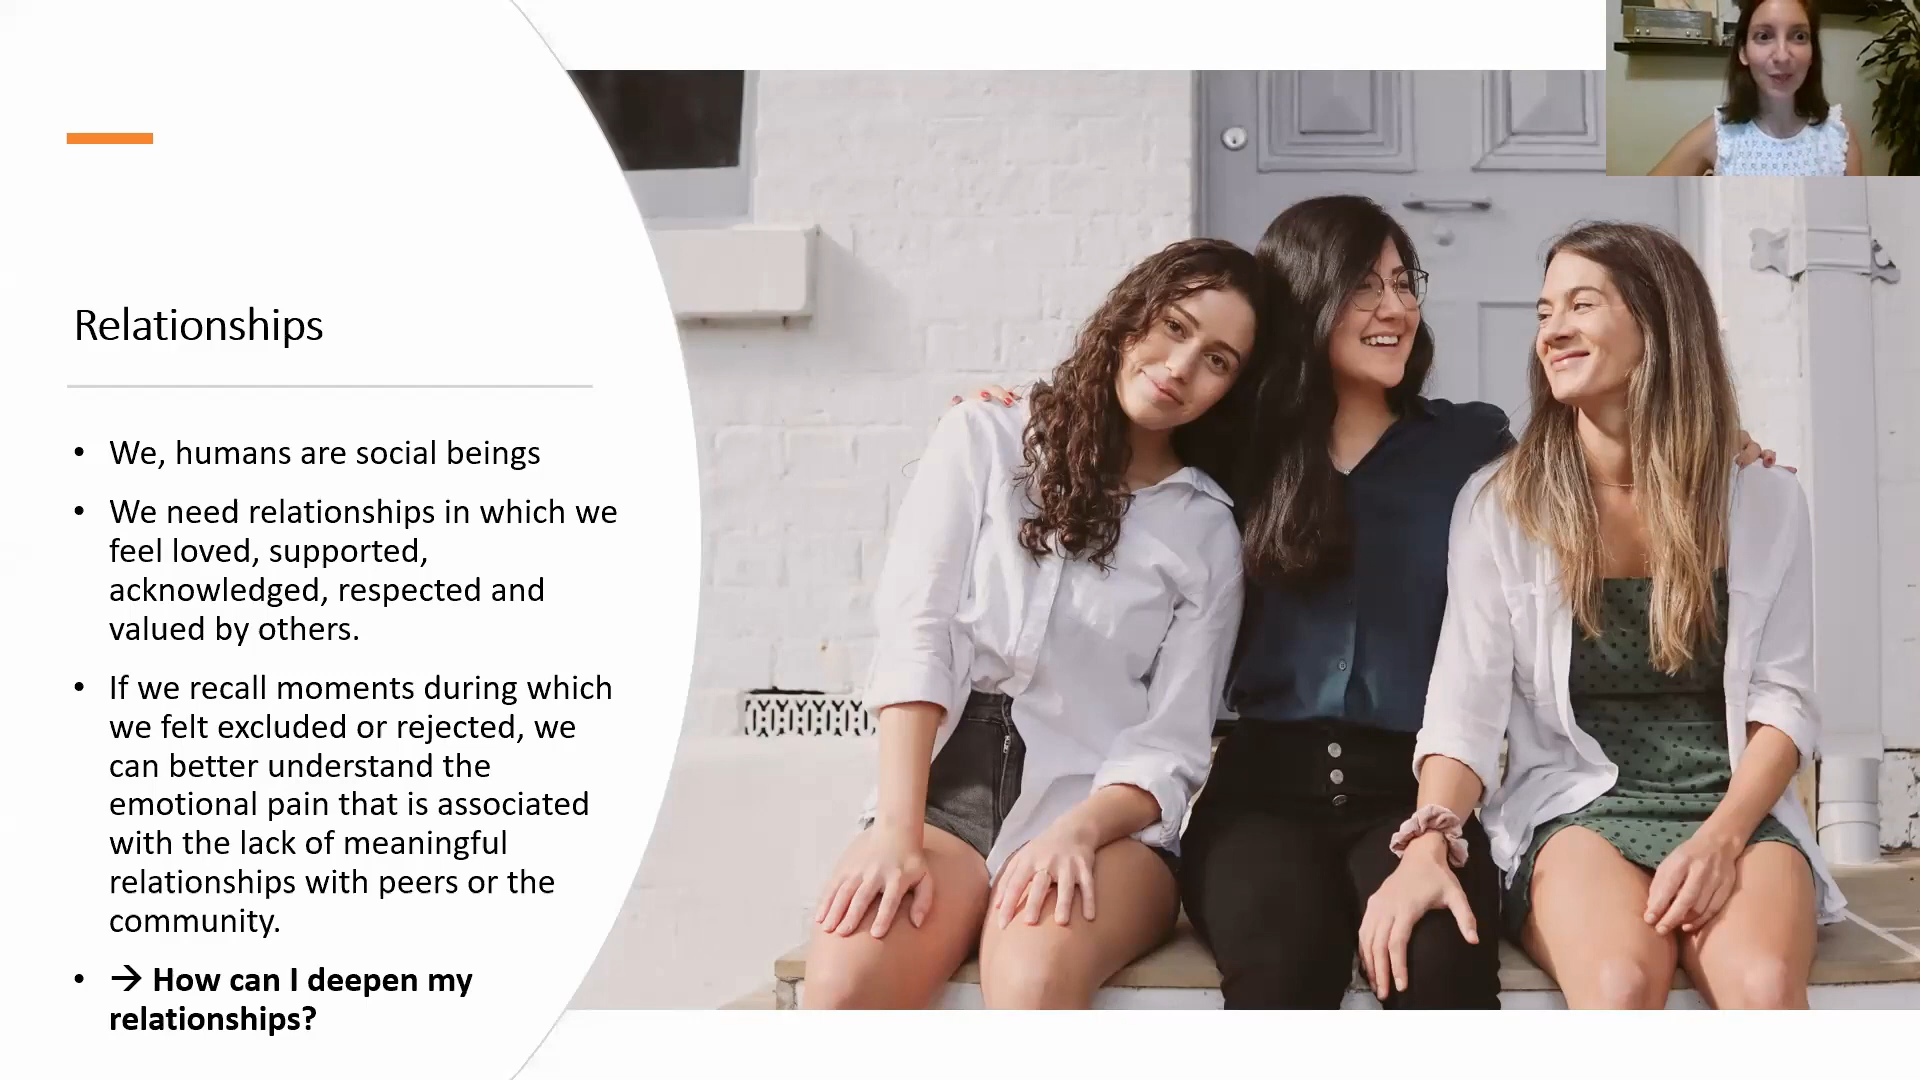 Relationships
• We, humans are social beings
• We need relationships in which we
feel loved, supported,
acknowledged, respected and
valued by others.
• If we recall moments during which
we felt excluded or rejected, we
can better understand the
emotional pain that is associated
with the lack of meaningful
relationships with peers or the
community.
• → How can I deepen my
relationships?